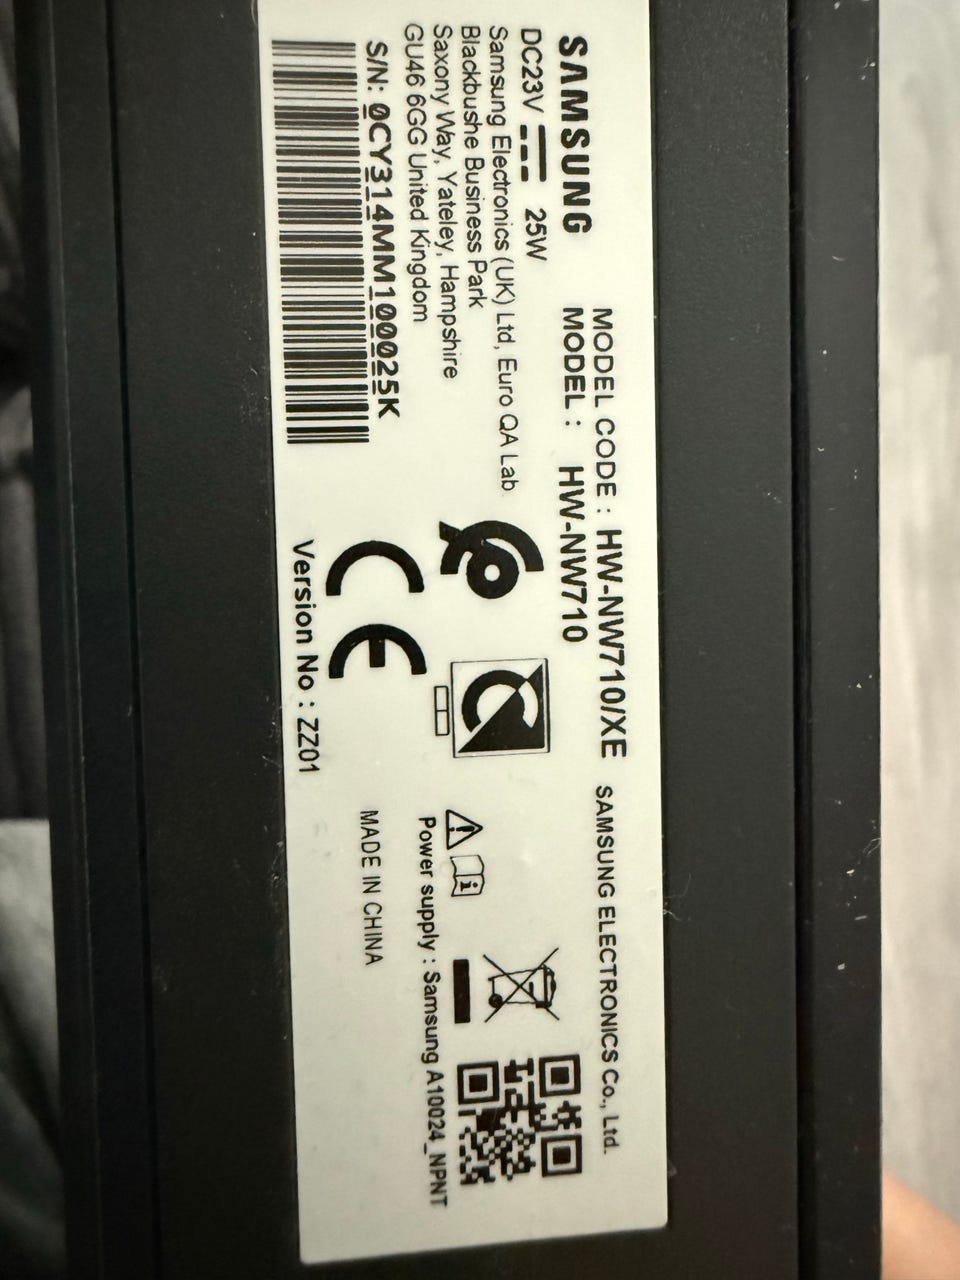 SAMSUNG
MODEL CODE : HW-NW710/XE
MODEL : HW-NW710
SAMSUNG ELECTRONICS Co., Ltd.
DC23V 25W
Samsung Electronics (UK) Ltd, Euro QA Lab
Blackbushe Business Park
Saxony Way, Yateley, Hampshire
GU46 6GG United Kingdom
S/N: 0CY314MM100025K
CE
Version No : ZZ01
Power supply : Samsung A10024_NPNT
MADE IN CHINA